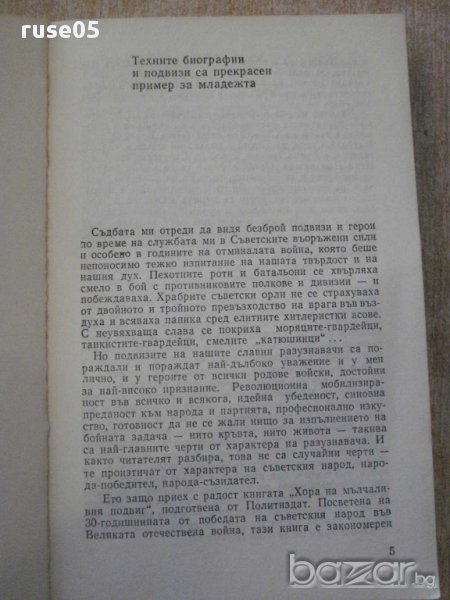 ruse05
Техните биографии
и подвизи са прекрасен
пример за младежта
Съдбата ми отреди да видя безброй подвизи и герои
по време на службата ми в Съветските въоръжени сили
и особено в годините на отминалата война, която беше
непоносимо тежко изпитание на нашата твърдост и на
нашия дух. Пехотните роти и батальони се хвърляха
смело в бой с противниковите полкове и дивизии — и
побеждаваха. Храбрите съветски орли не се страхуваха
от двойното и тройното превъзходство на врага във въз-
духа и всяваха паника сред елитните хитлеристки асове.
С неувяхваща слава се покриха моряците-гвардейци,
танкистите-гвардейци, смелите „катюшинци“...
Но подвизите на нашите славни разузнавачи са по-
раждали и пораждат най-дълбоко уважение и у мен
лично, и у героите от всички родове войски, достойни
за най-високо признание. Революционна мобилизира-
ност във всичко и всякога, идейна убеденост, синовна
преданост към народа и партията, професионално изку-
ство, готовност да не се жали нищо за изпълнението на
бойната задача — нито кръвта, нито живота — такива
са най-главните черти от характера на разузнавача. И
както читателят разбира, това не са случайни черти —
те произтичат от характера на съветския народ, наро-
да-победител, народа-създател.
Ето защо приех с радост книгата „Хора на мълчали-
вия подвиг“, подготвена от Политиздат. Посветена на
30-годишнината от победата на съветския народ във
Великата отечествена война, тази книга е закономерен
5
bazar.bg